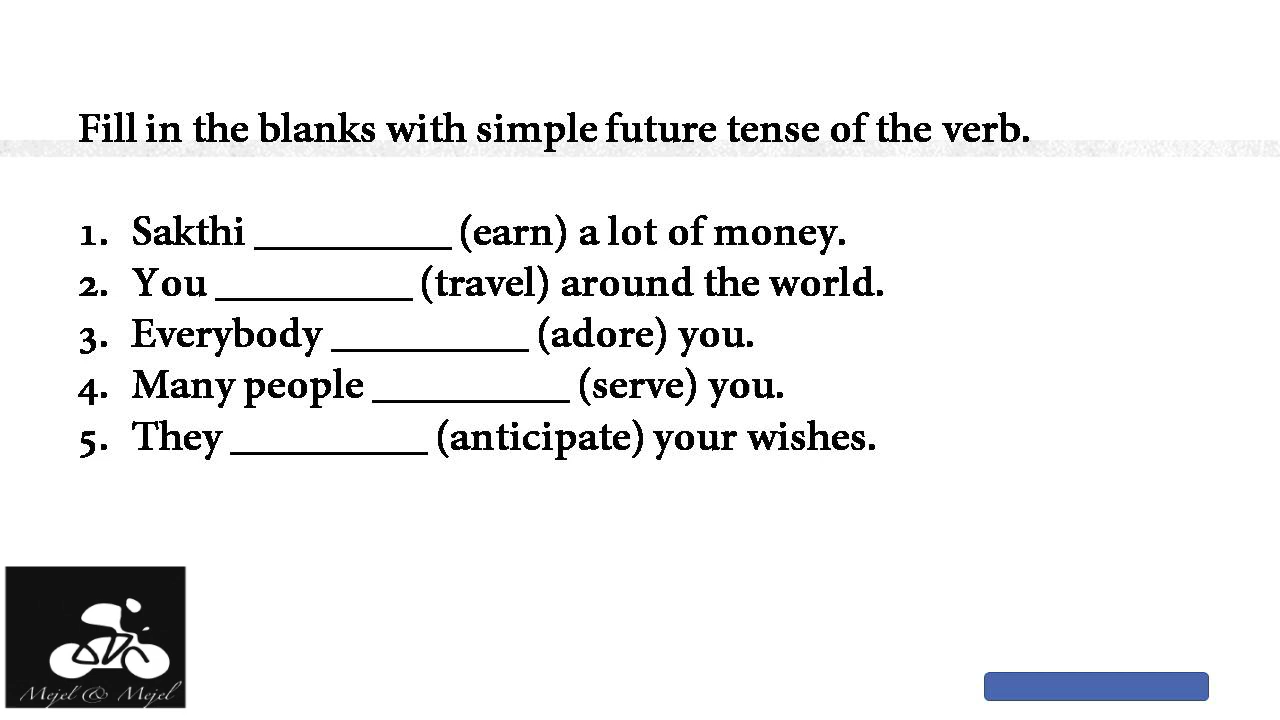 Fill in the blanks with simple future tense of the verb.
1. Sakthi __________ (earn) a lot of money.
2. You __________ (travel) around the world.
3. Everybody __________ (adore) you.
4. Many people __________ (serve) you.
5. They __________ (anticipate) your wishes.
Mejel & Mejel